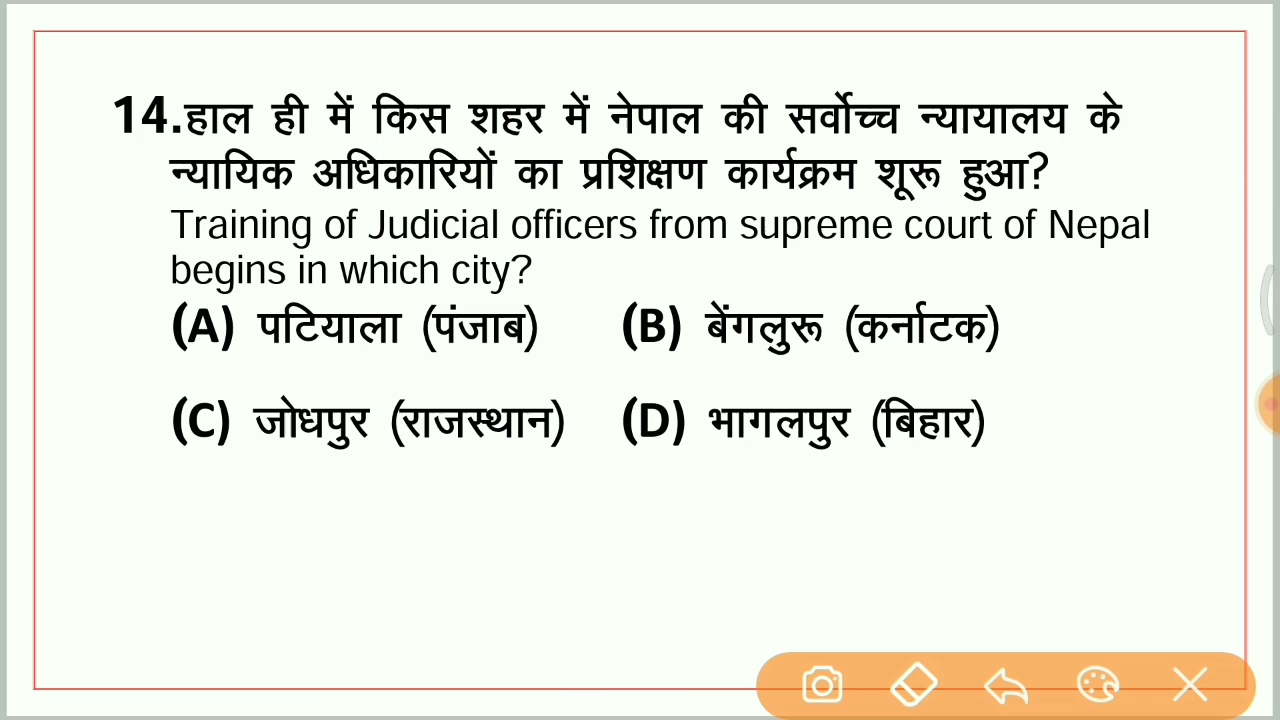 14.हाल ही में किस शहर में नेपाल की सर्वोच्च न्यायालय के
न्यायिक अधिकारियों का प्रशिक्षण कार्यक्रम शूरू हुआ?
Training of Judicial officers from supreme court of Nepal
begins in which city?
(A) पटियाला (पंजाब) (B) बेंगलुरू (कर्नाटक)
(C) जोधपुर (राजस्थान) (D) भागलपुर (बिहार)